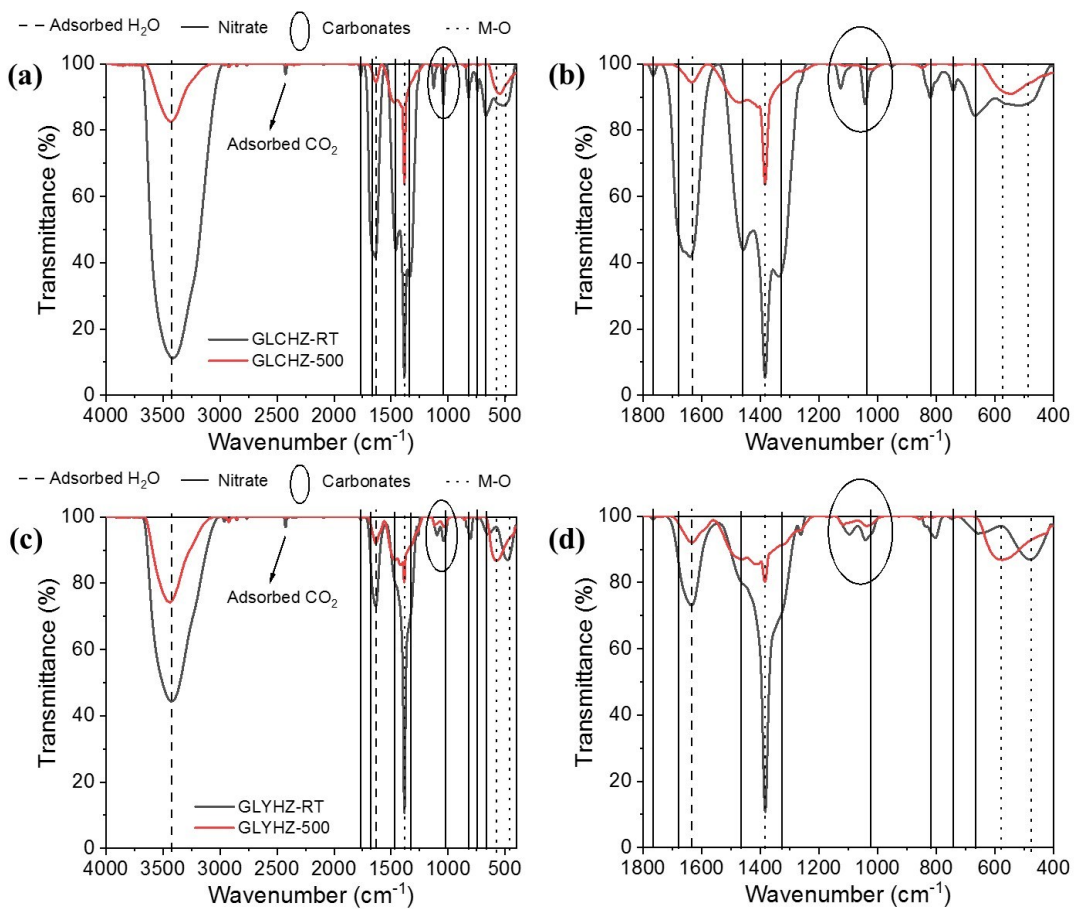 Adsorbed H₂O Nitrate Carbonates M-O
(a)
100
80
60
40
20
0
Transmittance (%)
Adsorbed CO₂
GLCHZ-RT
GLCHZ-500
4000 3500 3000 2500 2000 1500 1000 500
Wavenumber (cm⁻¹)
(b)
100
80
60
40
20
0
Transmittance (%)
1800 1600 1400 1200 1000 800 600 400
Wavenumber (cm⁻¹)
Adsorbed H₂O Nitrate Carbonates M-O
(c)
100
80
60
40
20
0
Transmittance (%)
Adsorbed CO₂
GLYHZ-RT
GLYHZ-500
4000 3500 3000 2500 2000 1500 1000 500
Wavenumber (cm⁻¹)
(d)
100
80
60
40
20
0
Transmittance (%)
1800 1600 1400 1200 1000 800 600 400
Wavenumber (cm⁻¹)